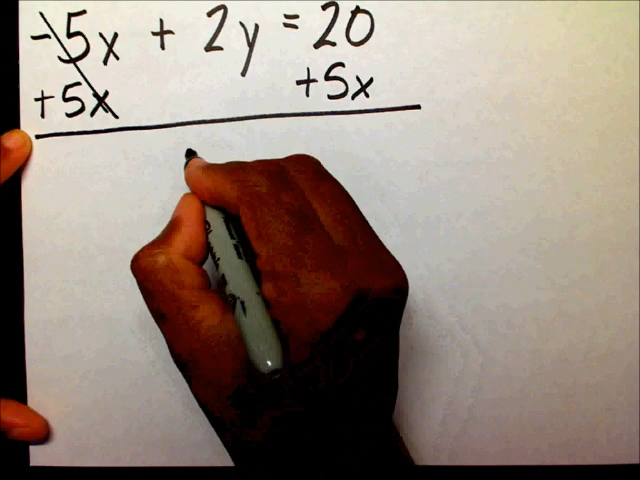 -5x + 2y = 20
+5x +5x